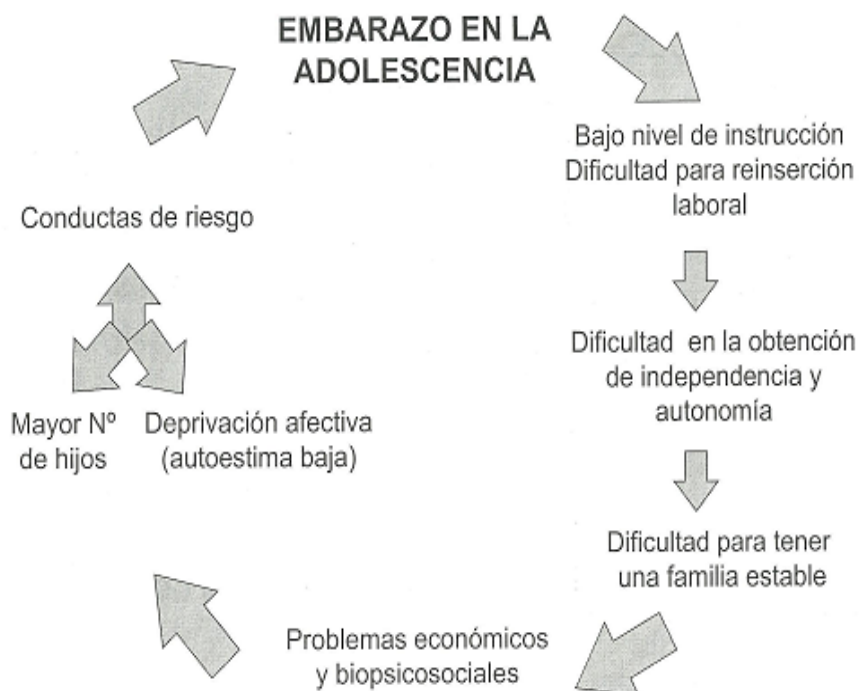 EMBARAZO EN LA
ADOLESCENCIA
Bajo nivel de instrucción
Dificultad para reinserción
laboral
Dificultad en la obtención
de independencia y
autonomía
Dificultad para tener
una familia estable
Problemas económicos
y biopsicosociales
Mayor Nº
de hijos
Deprivación afectiva
(autoestima baja)
Conductas de riesgo